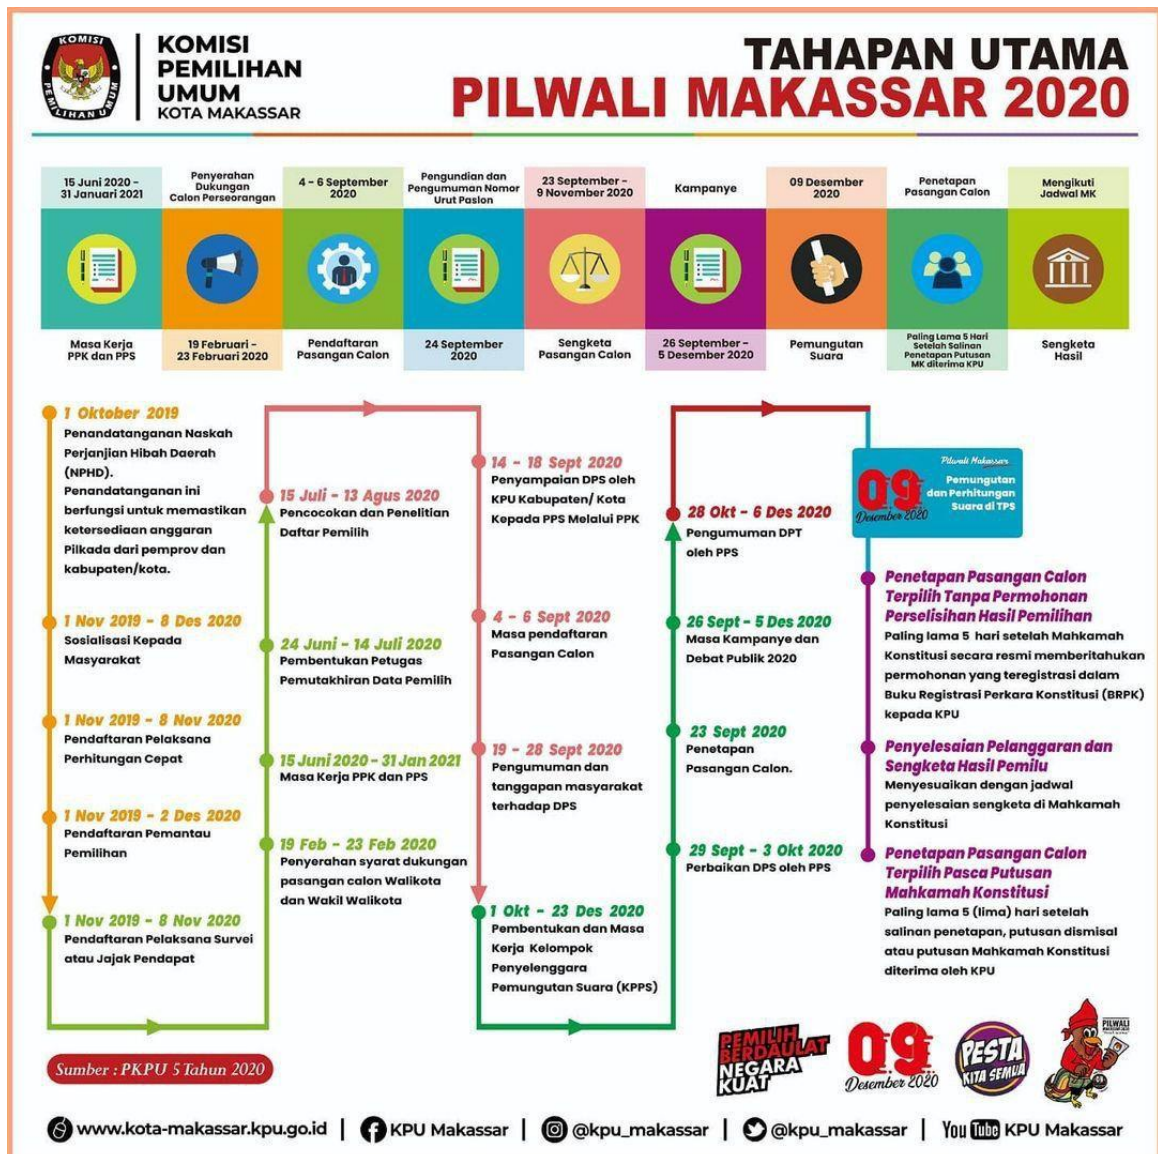 KOMISI
PEMILIHAN UMUM
KOMISI
PEMILIHAN
UMUM
KOTA MAKASSAR
TAHAPAN UTAMA
PILWALI MAKASSAR 2020
15 Juni 2020 -
31 Januari 2021
Masa Kerja
PPK dan PPS
Penyerahan
Dukungan
Calon Perseorangan
19 Februari -
23 Februari 2020
4 - 6 September
2020
Pendaftaran
Pasangan Calon
Pengundian dan
Pengumuman Nomor
Urut Paslon
24 September
2020
23 September -
9 November 2020
Sengketa
Pasangan Calon
Kampanye
26 September -
5 Desember 2020
09 Desember
2020
Pemungutan
Suara
Penetapan
Pasangan Calon
Paling Lama 5 Hari
Setelah Salinan
Penetapan Putusan
MK diterima KPU
Mengikuti
Jadwal MK
Sengketa
Hasil
1 Oktober 2019
Penandatanganan Naskah
Perjanjian Hibah Daerah
(NPHD).
Penandatanganan ini
berfungsi untuk memastikan
ketersediaan anggaran
Pilkada dari pemprov dan
kabupaten/kota.
1 Nov 2019 - 8 Des 2020
Sosialisasi Kepada
Masyarakat
1 Nov 2019 - 8 Nov 2020
Pendaftaran Pelaksana
Perhitungan Cepat
1 Nov 2019 - 2 Des 2020
Pendaftaran Pemantau
Pemilihan
1 Nov 2019 - 8 Nov 2020
Pendaftaran Pelaksana Survei
atau Jajak Pendapat
15 Juli - 13 Agus 2020
Pencocokan dan Penelitian
Daftar Pemilih
24 Juni - 14 Juli 2020
Pembentukan Petugas
Pemutakhiran Data Pemilih
15 Juni 2020 - 31 Jan 2021
Masa Kerja PPK dan PPS
19 Feb - 23 Feb 2020
Penyerahan syarat dukungan
pasangan calon Walikota
dan Wakil Walikota
14 - 18 Sept 2020
Penyampaian DPS oleh
KPU Kabupaten/ Kota
Kepada PPS Melalui PPK
4 - 6 Sept 2020
Masa pendaftaran
Pasangan Calon
19 - 28 Sept 2020
Pengumuman dan
tanggapan masyarakat
terhadap DPS
1 Okt - 23 Des 2020
Pembentukan dan Masa
Kerja Kelompok
Penyelenggara
Pemungutan Suara (KPPS)
28 Okt - 6 Des 2020
Pengumuman DPT
oleh PPS
26 Sept - 5 Des 2020
Masa Kampanye dan
Debat Publik 2020
23 Sept 2020
Penetapan
Pasangan Calon.
29 Sept - 3 Okt 2020
Perbaikan DPS oleh PPS
Pilwali Makassar
09
Desember 2020
Pemungutan
dan Perhitungan
Suara di TPS
Penetapan Pasangan Calon
Terpilih Tanpa Permohonan
Perselisihan Hasil Pemilihan
Paling lama 5 hari setelah Mahkamah
Konstitusi secara resmi memberitahukan
permohonan yang teregistrasi dalam
Buku Registrasi Perkara Konstitusi (BRPK)
kepada KPU
Penyelesaian Pelanggaran dan
Sengketa Hasil Pemilu
Menyesuaikan dengan jadwal
penyelesaian sengketa di Mahkamah
Konstitusi
Penetapan Pasangan Calon
Terpilih Pasca Putusan
Mahkamah Konstitusi
Paling lama 5 (lima) hari setelah
salinan penetapan, putusan dismisal
atau putusan Mahkamah Konstitusi
diterima oleh KPU
Sumber : PKPU 5 Tahun 2020
PEMILIH
BERDAULAT
NEGARA
KUAT
09
Desember 2020
PESTA
KITA SEMUA
PILWALI
www.kota-makassar.kpu.go.id | KPU Makassar | @kpu_makassar | @kpu_makassar | You Tube KPU Makassar